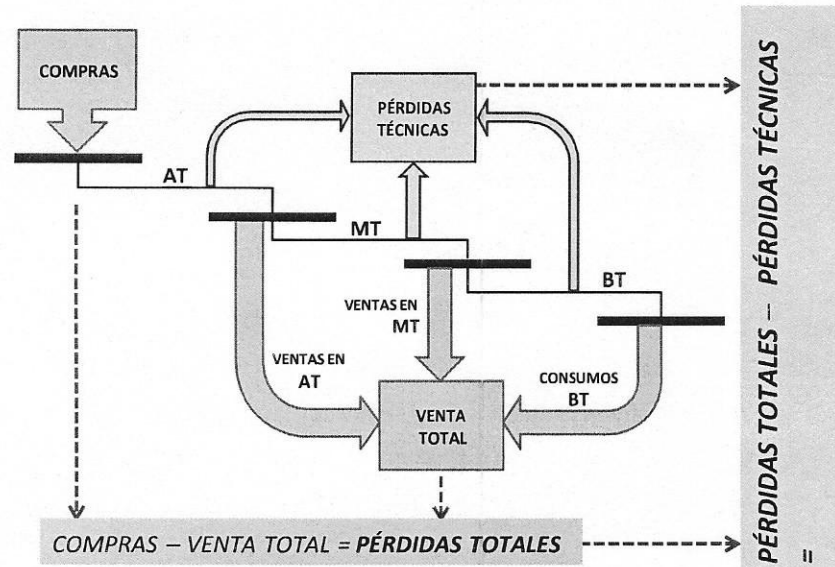 COMPRAS
PÉRDIDAS
TÉCNICAS
AT
MT
BT
VENTAS EN
MT
VENTAS EN
AT
CONSUMOS
BT
VENTA
TOTAL
COMPRAS – VENTA TOTAL = PÉRDIDAS TOTALES
PÉRDIDAS TOTALES – PÉRDIDAS TÉCNICAS
=